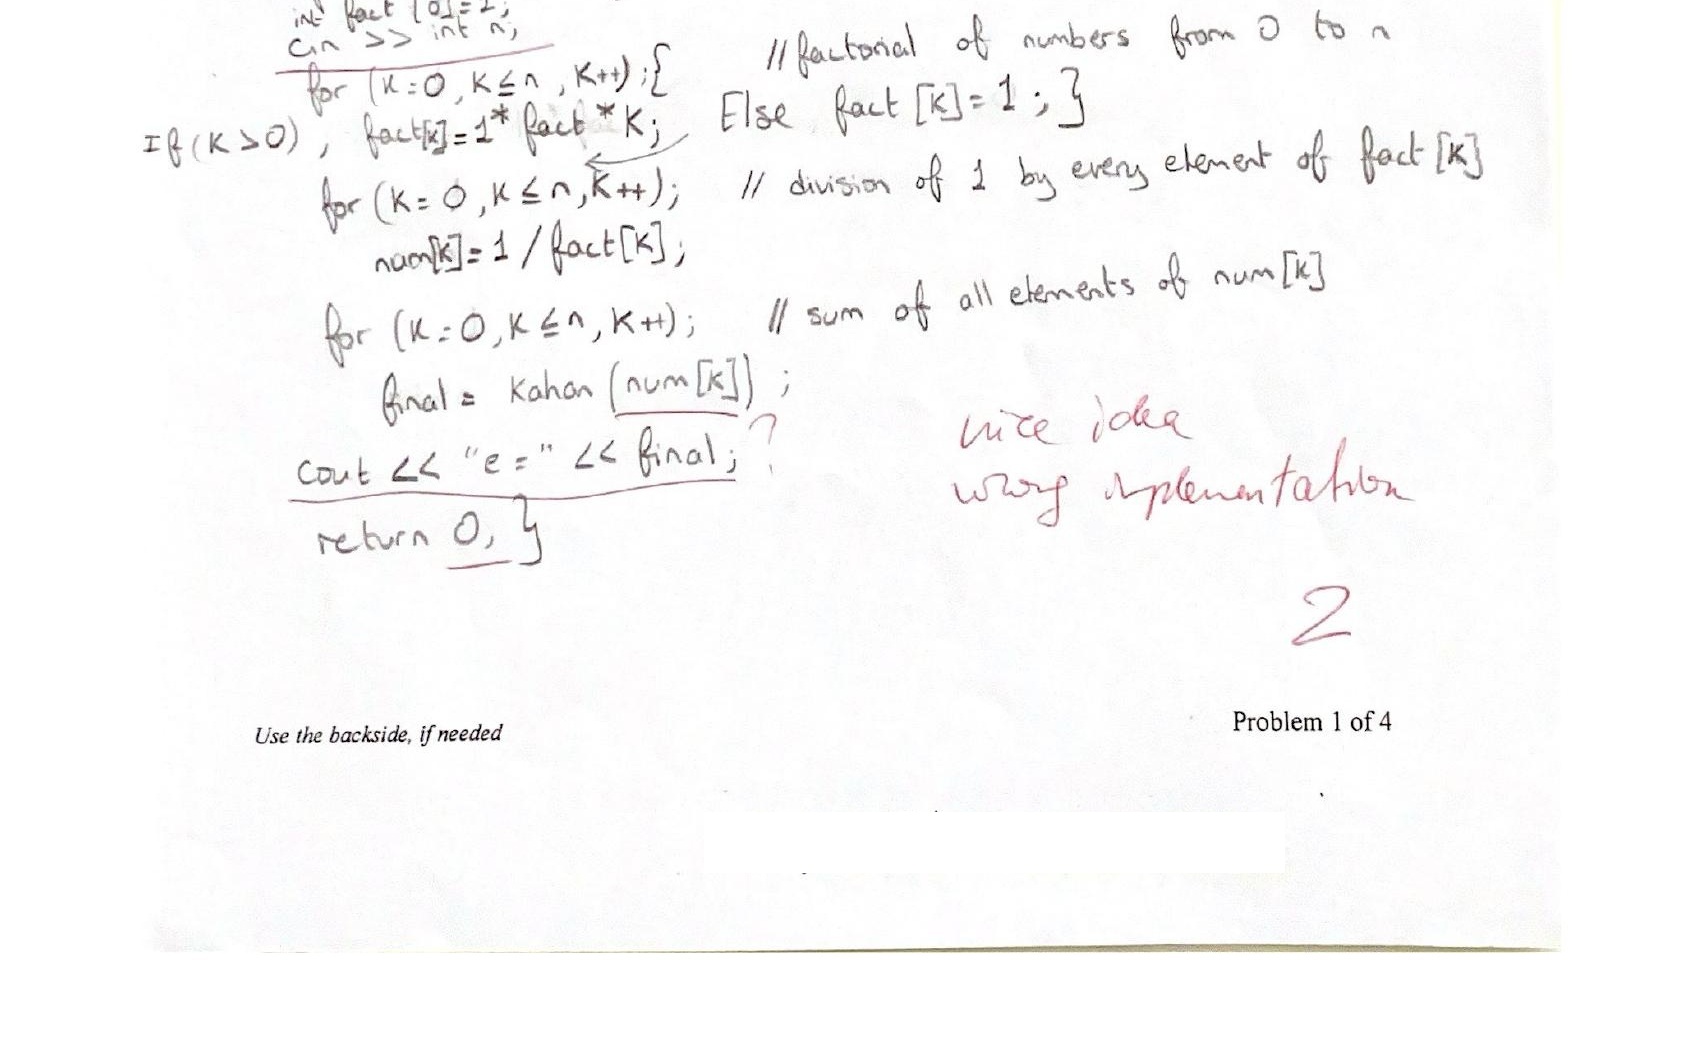 int fact [0]=1;
cin >> int n;
for (K=0, K≤n, K++);{ // factorial of numbers from 0 to n
If(K>0), fact[K]=1* fact *K; Else fact [K]=1;}
for (K=0, K≤n, K++); // division of 1 by every element of fact [K]
num[K]=1/fact[K];
for (K=0, K≤n, K++); // sum of all elements of num[K]
final = Kahan (num[K]);
cout << "e=" << final; ?
nice idea
wrong implementation
return 0, }
2
Use the backside, if needed
Problem 1 of 4